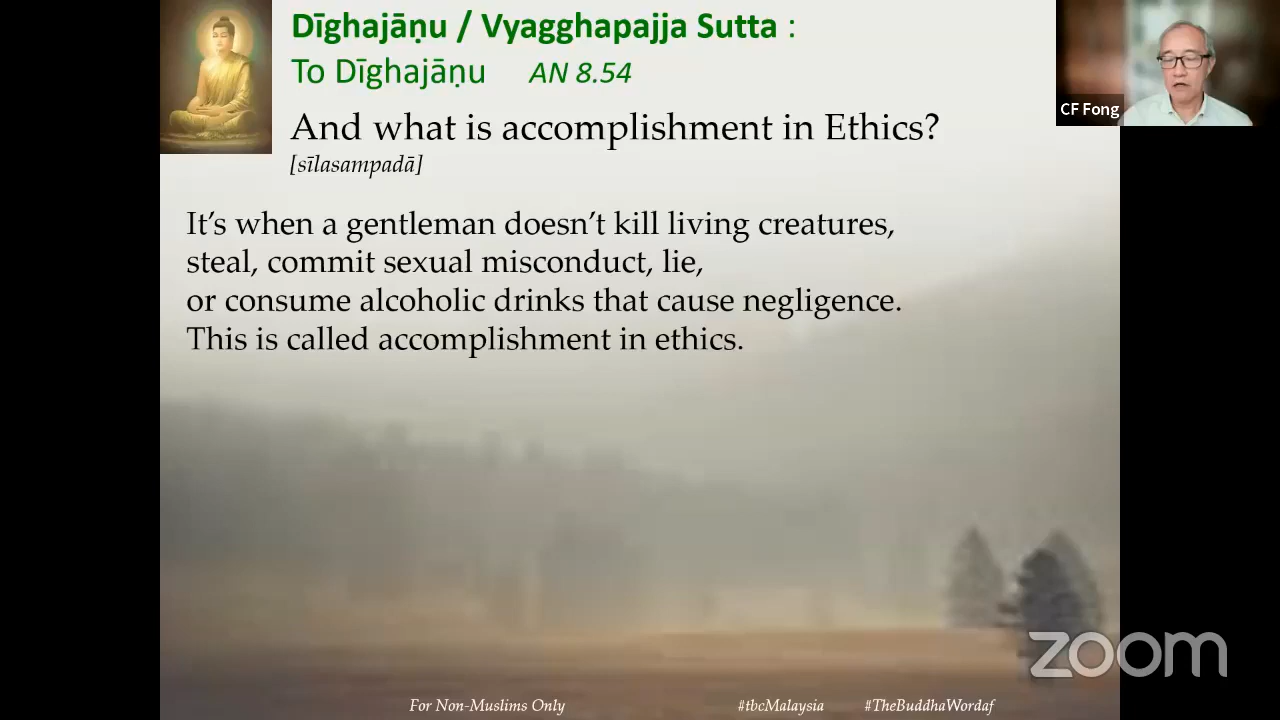 Dīghajāṇu / Vyagghapajja Sutta :
To Dīghajāṇu AN 8.54
And what is accomplishment in Ethics?
[sīlasampadā]
CF Fong
It’s when a gentleman doesn’t kill living creatures,
steal, commit sexual misconduct, lie,
or consume alcoholic drinks that cause negligence.
This is called accomplishment in ethics.
zoom
For Non-Muslims Only #tbcMalaysia #TheBuddhaWordaf